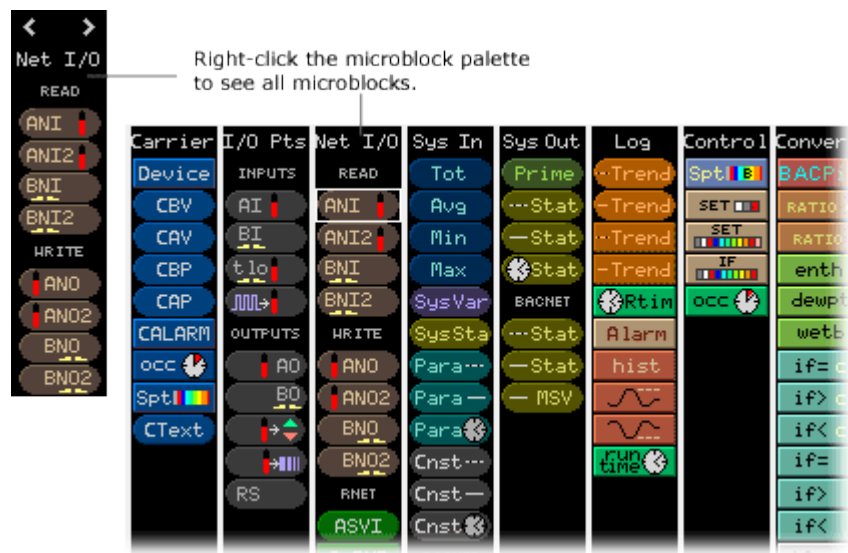 Net I/O
READ
ANI
ANI2
BNI
BNI2
WRITE
ANO
ANO2
BNO
BNO2
Right-click the microblock palette
to see all microblocks.
Carrier
Device
CBV
CAV
CBP
CAP
CALARM
occ
Spt
CText
I/O Pts
INPUTS
AI
BI
tlo
OUTPUTS
AO
BO
RS
Net I/O
READ
ANI
ANI2
BNI
BNI2
WRITE
ANO
ANO2
BNO
BNO2
RNET
ASVI
Sys In
Tot
Avg
Min
Max
SysVar
SysSta
Para
Para
Para
Cnst
Cnst
Cnst
Sys Out
Prime
Stat
Stat
Stat
BACNET
Stat
Stat
MSV
Log
Trend
Trend
Trend
Trend
Rtim
Alarm
hist
run
time
Control
Spt B
SET
SET
IF
occ
Conver
BACP
RATIO
RATIO
enth
dewpt
wetb
if=
if>
if<
if=
if>
if<